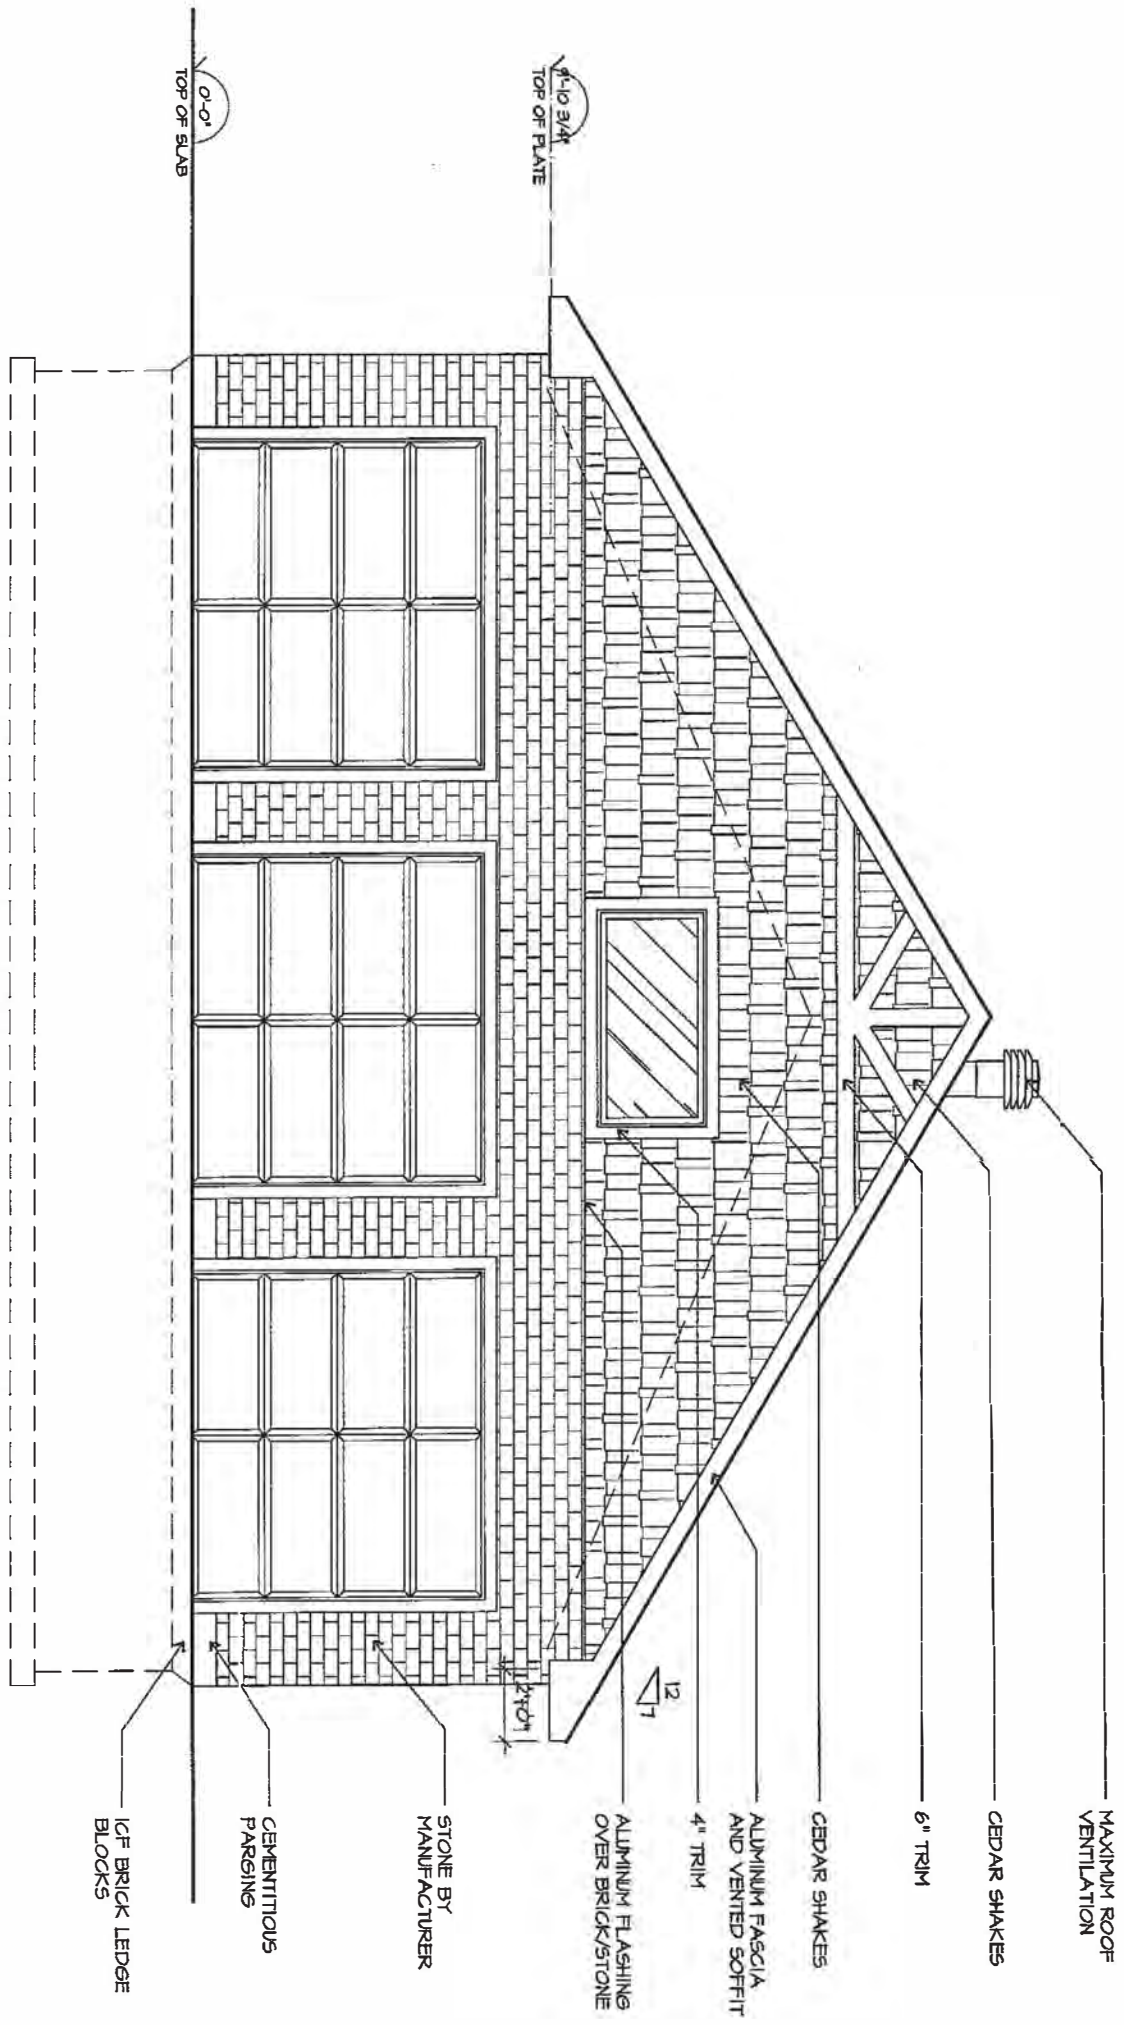 MAXIMUM ROOF
VENTILATION
CEDAR SHAKES
6" TRIM
CEDAR SHAKES
ALUMINUM FASCIA
AND VENTED SOFFIT
4" TRIM
ALUMINUM FLASHING
OVER BRICK/STONE
STONE BY
MANUFACTURER
CEMENTITIOUS
PARGING
ICF BRICK LEDGE
BLOCKS
12
7
2'-0"
9'-10 3/4"
TOP OF PLATE
0'-0"
TOP OF SLAB